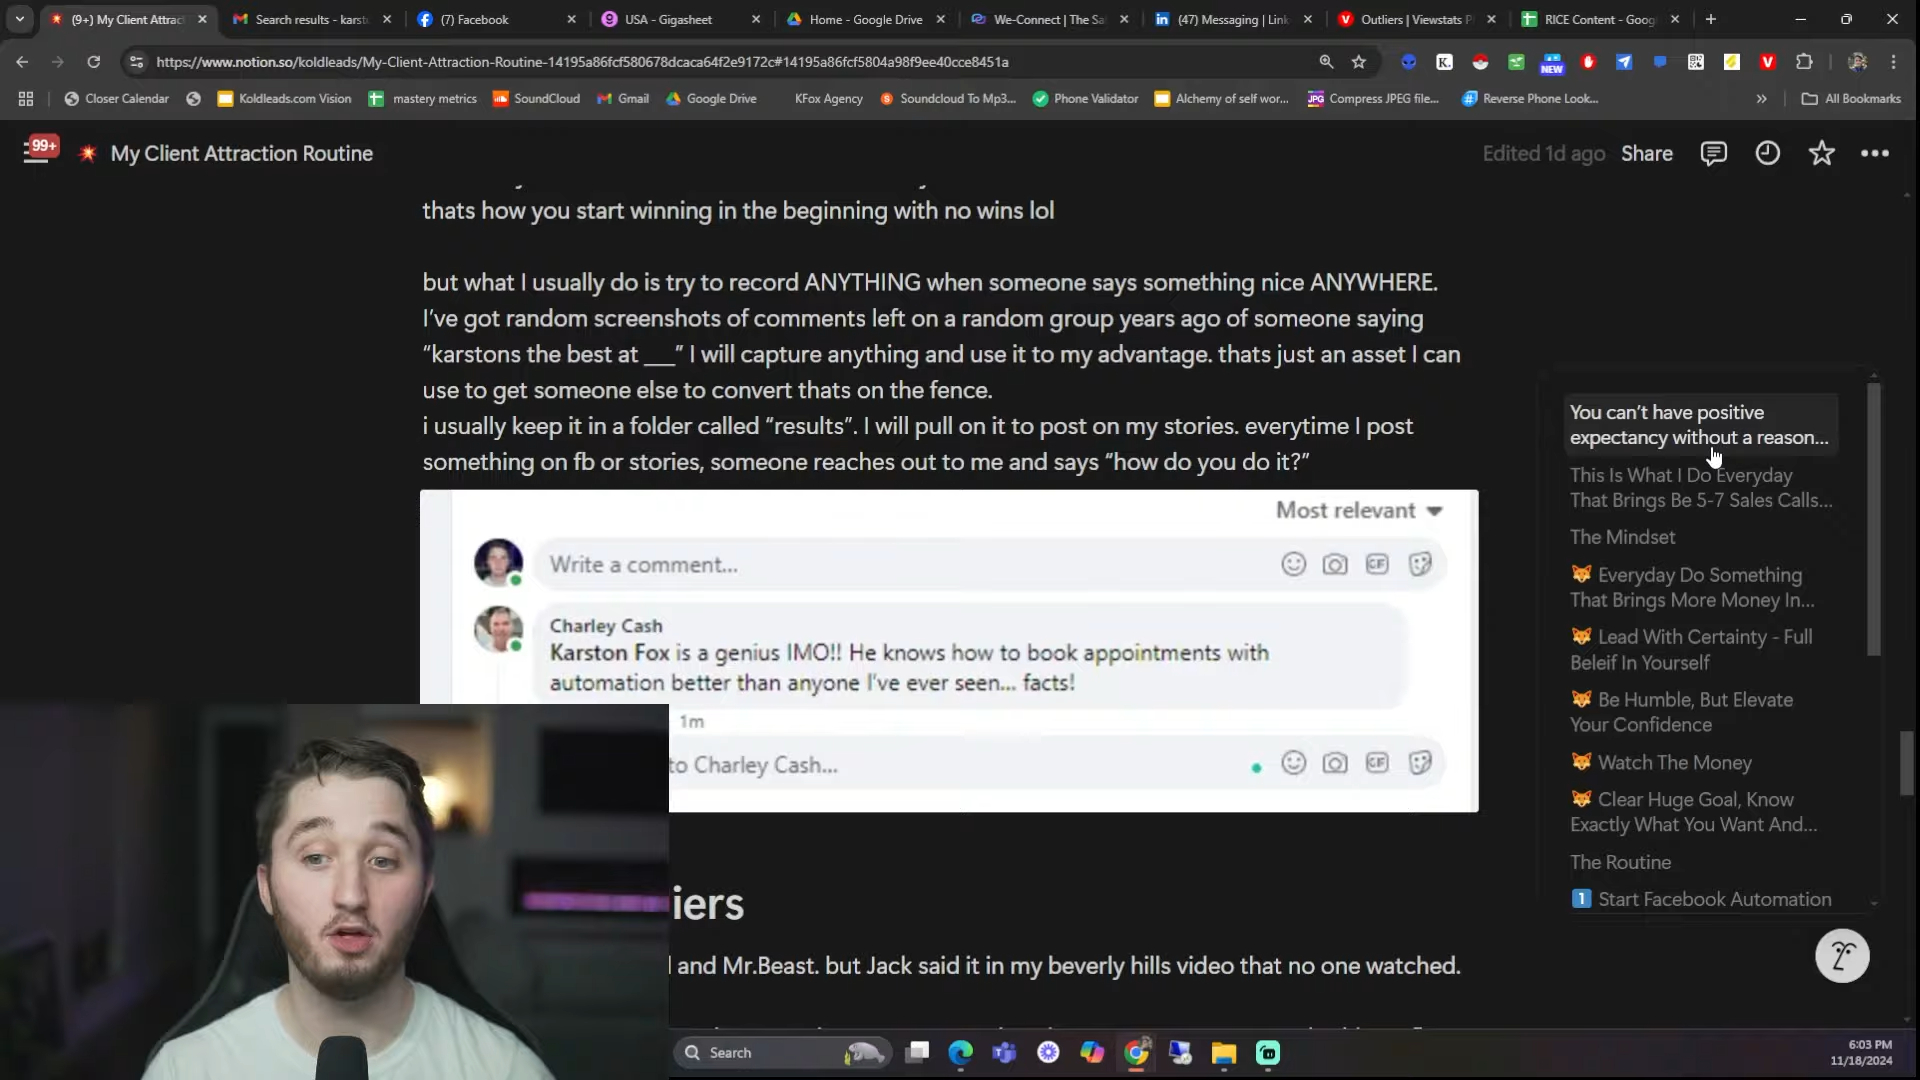 (9+) My Client Attrac
Search results - karst
(7) Facebook
USA - Gigasheet
Home - Google Drive
We-Connect | The Sa
(47) Messaging | Link
Outliers | Viewstats P
RICE Content - Goog
https://www.notion.so/koldleads/My-Client-Attraction-Routine-14195a86fcf580678dcaca64f2e9172c#14195a86fcf5804a98f9ee40cce8451a
NEW
Closer Calendar
Koldleads.com Vision
mastery metrics
SoundCloud
Gmail
Google Drive
KFox Agency
Soundcloud To Mp3...
Phone Validator
Alchemy of self wor...
JPG
Compress JPEG file...
Reverse Phone Look...
All Bookmarks
99+
My Client Attraction Routine
Edited 1d ago
Share
thats how you start winning in the beginning with no wins lol
but what I usually do is try to record ANYTHING when someone says something nice ANYWHERE.
I've got random screenshots of comments left on a random group years ago of someone saying
“karstons the best at ___” I will capture anything and use it to my advantage. thats just an asset I can
use to get someone else to convert thats on the fence.
i usually keep it in a folder called “results”. I will pull on it to post on my stories. everytime I post
something on fb or stories, someone reaches out to me and says “how do you do it?”
Most relevant
Write a comment...
GIF
Charley Cash
Karston Fox is a genius IMO!! He knows how to book appointments with
automation better than anyone I've ever seen... facts!
1m
to Charley Cash...
GIF
iers
and Mr.Beast. but Jack said it in my beverly hills video that no one watched.
You can't have positive
expectancy without a reason...
This Is What I Do Everyday
That Brings Be 5-7 Sales Calls...
The Mindset
Everyday Do Something
That Brings More Money In...
Lead With Certainty - Full
Beleif In Yourself
Be Humble, But Elevate
Your Confidence
Watch The Money
Clear Huge Goal, Know
Exactly What You Want And...
The Routine
1 Start Facebook Automation
Search
6:03 PM
11/18/2024